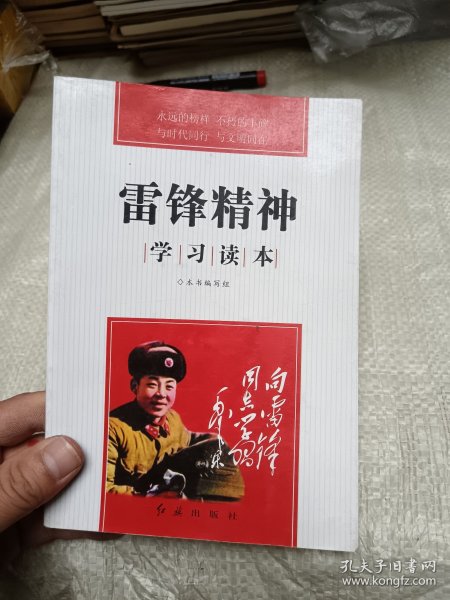 永远的榜样 不朽的丰碑
与时代同行 与文明同在
雷锋精神
学习读本
◇本书编写组
向雷锋
同志学习
毛泽东
红旗出版社
孔夫子旧书网
www.kongfz.com